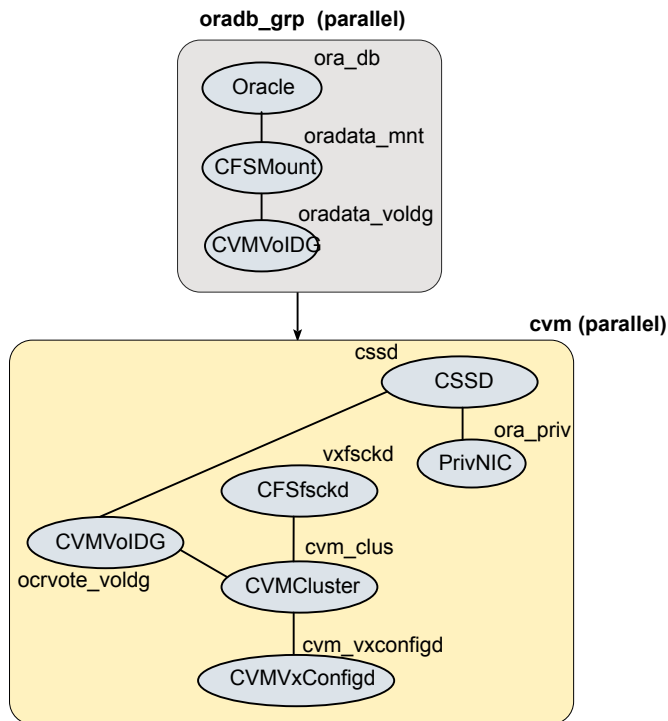 oradb_grp (parallel)
ora_db
Oracle
oradata_mnt
CFSMount
oradata_voldg
CVMVolDG
cvm (parallel)
cssd
CSSD
ora_priv
PrivNIC
vxfsckd
CFSfsckd
CVMVolDG
ocrvote_voldg
cvm_clus
CVMCluster
cvm_vxconfigd
CVMVxConfigd